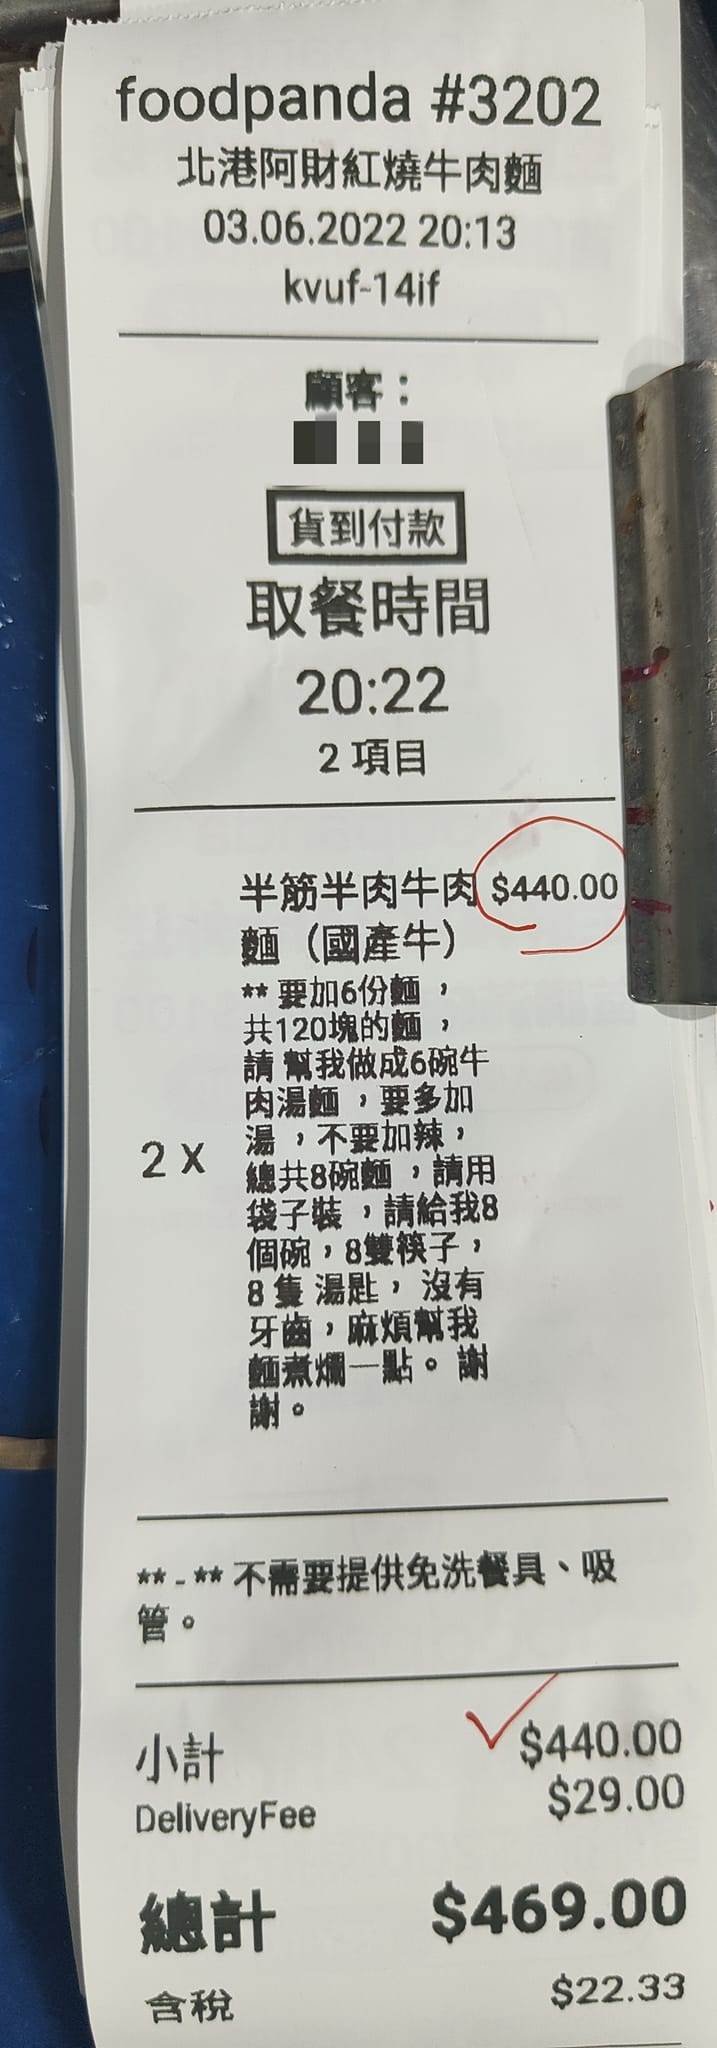 foodpanda #3202
北港阿財紅燒牛肉麵
03.06.2022 20:13
kvuf-14if
顧客：
貨到付款
取餐時間
20:22
2 項目
半筋半肉牛肉 $440.00
麵（國產牛）
** 要加6份麵，
共120塊的麵，
請 幫我做成6碗牛
肉湯麵，要多加
湯，不要加辣，
2 X
總共8碗麵，請用
袋子裝，請給我8
個碗，8雙筷子，
8 隻 湯匙， 沒有
牙齒，麻煩幫我
麵煮爛一點。 謝
謝。
** - ** 不需要提供免洗餐具、吸
管。
小計 $440.00
DeliveryFee $29.00
總計 $469.00
含稅 $22.33